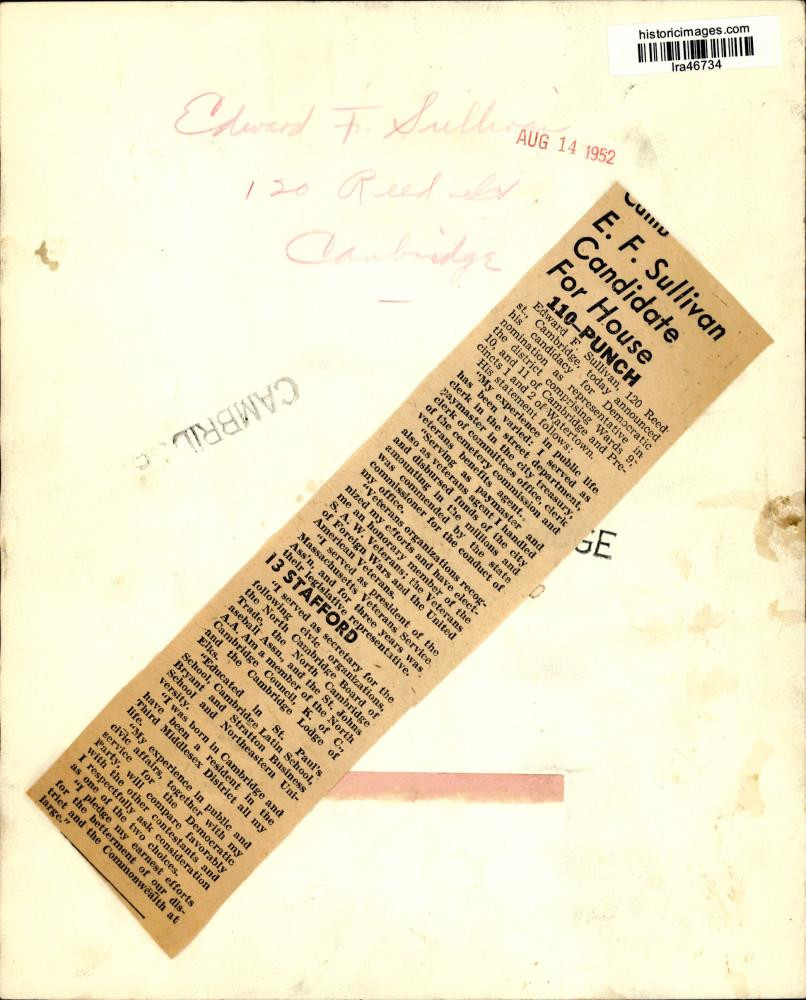 historicimages.com
lra46734
Edward F. Sullivan
AUG 14 1952
120 Reed St
Cambridge
E. F. Sullivan
Candidate
For House
110-PUNCH
Edward F. Sullivan, 120 Reed
st., Cambridge, today announced
his candidacy for Democratic
nomination as representative in
the district comprising Wards 9,
10, and 11 of Cambridge and Pre-
cincts 1 and 2 of Watertown.
His statement follows:
"My experience in public life
has been varied. I served as
clerk in the street department,
paymaster in the city treasury,
clerk of committees office, clerk
of the cemetery commission and
veterans benefits agent.
"Serving as paymaster and
also as veterans agent I handled
and disbursed funds of the city
amounting in the millions and
was commended by the state
commissioner for the conduct of
my office.
"Veterans organizations recog-
nized my efforts and have elect-
me an honorary member of the
S. A. W. Veterans, the Veterans
of Foreign Wars and the United
American Veterans.
"I served as president of the
Massachusetts Veterans Service
Ass'n, and for three years was
their legislative representative.
13 STAFFORD
"I served as secretary for the
following civic organizations,
the North Cambridge Board of
Trade, the North Cambridge
aseball Assn, and the St. Johns
A.A. Am a member of the North
Cambridge Council, K. of C.,
and the Cambridge Lodge of
Elks.
"Educated in St. Paul's
School Cambridge Latin School,
Bryant and Stratton Business
School and Northeastern Uni-
versity.
"I was born in Cambridge and
have been a resident in the
Third Middlesex District all my
life.
"My experience in public and
civic affairs, together with my
service for the Democratic
Party, will compare favorably
with the other contestants and
I respectfully ask consideration
as one of the two choices.
"I pledge my earnest efforts
for the betterment of our dis-
trict and the Commonwealth at
large."
CAMBRI
GE